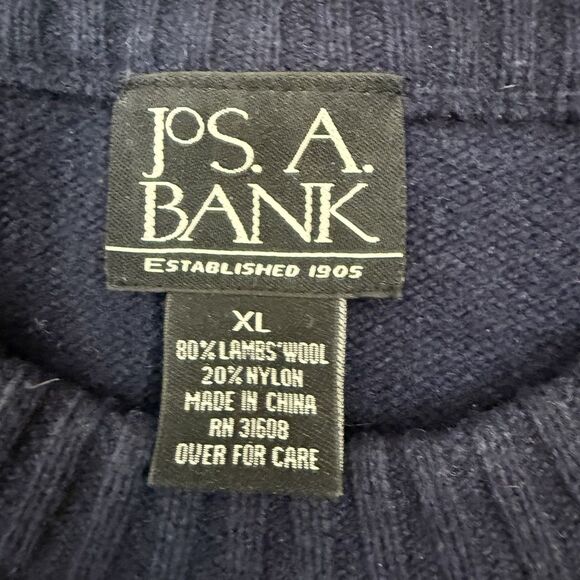 JOS. A.
BANK
ESTABLISHED 1905
XL
80% LAMBS' WOOL
20% NYLON
MADE IN CHINA
RN 31608
OVER FOR CARE